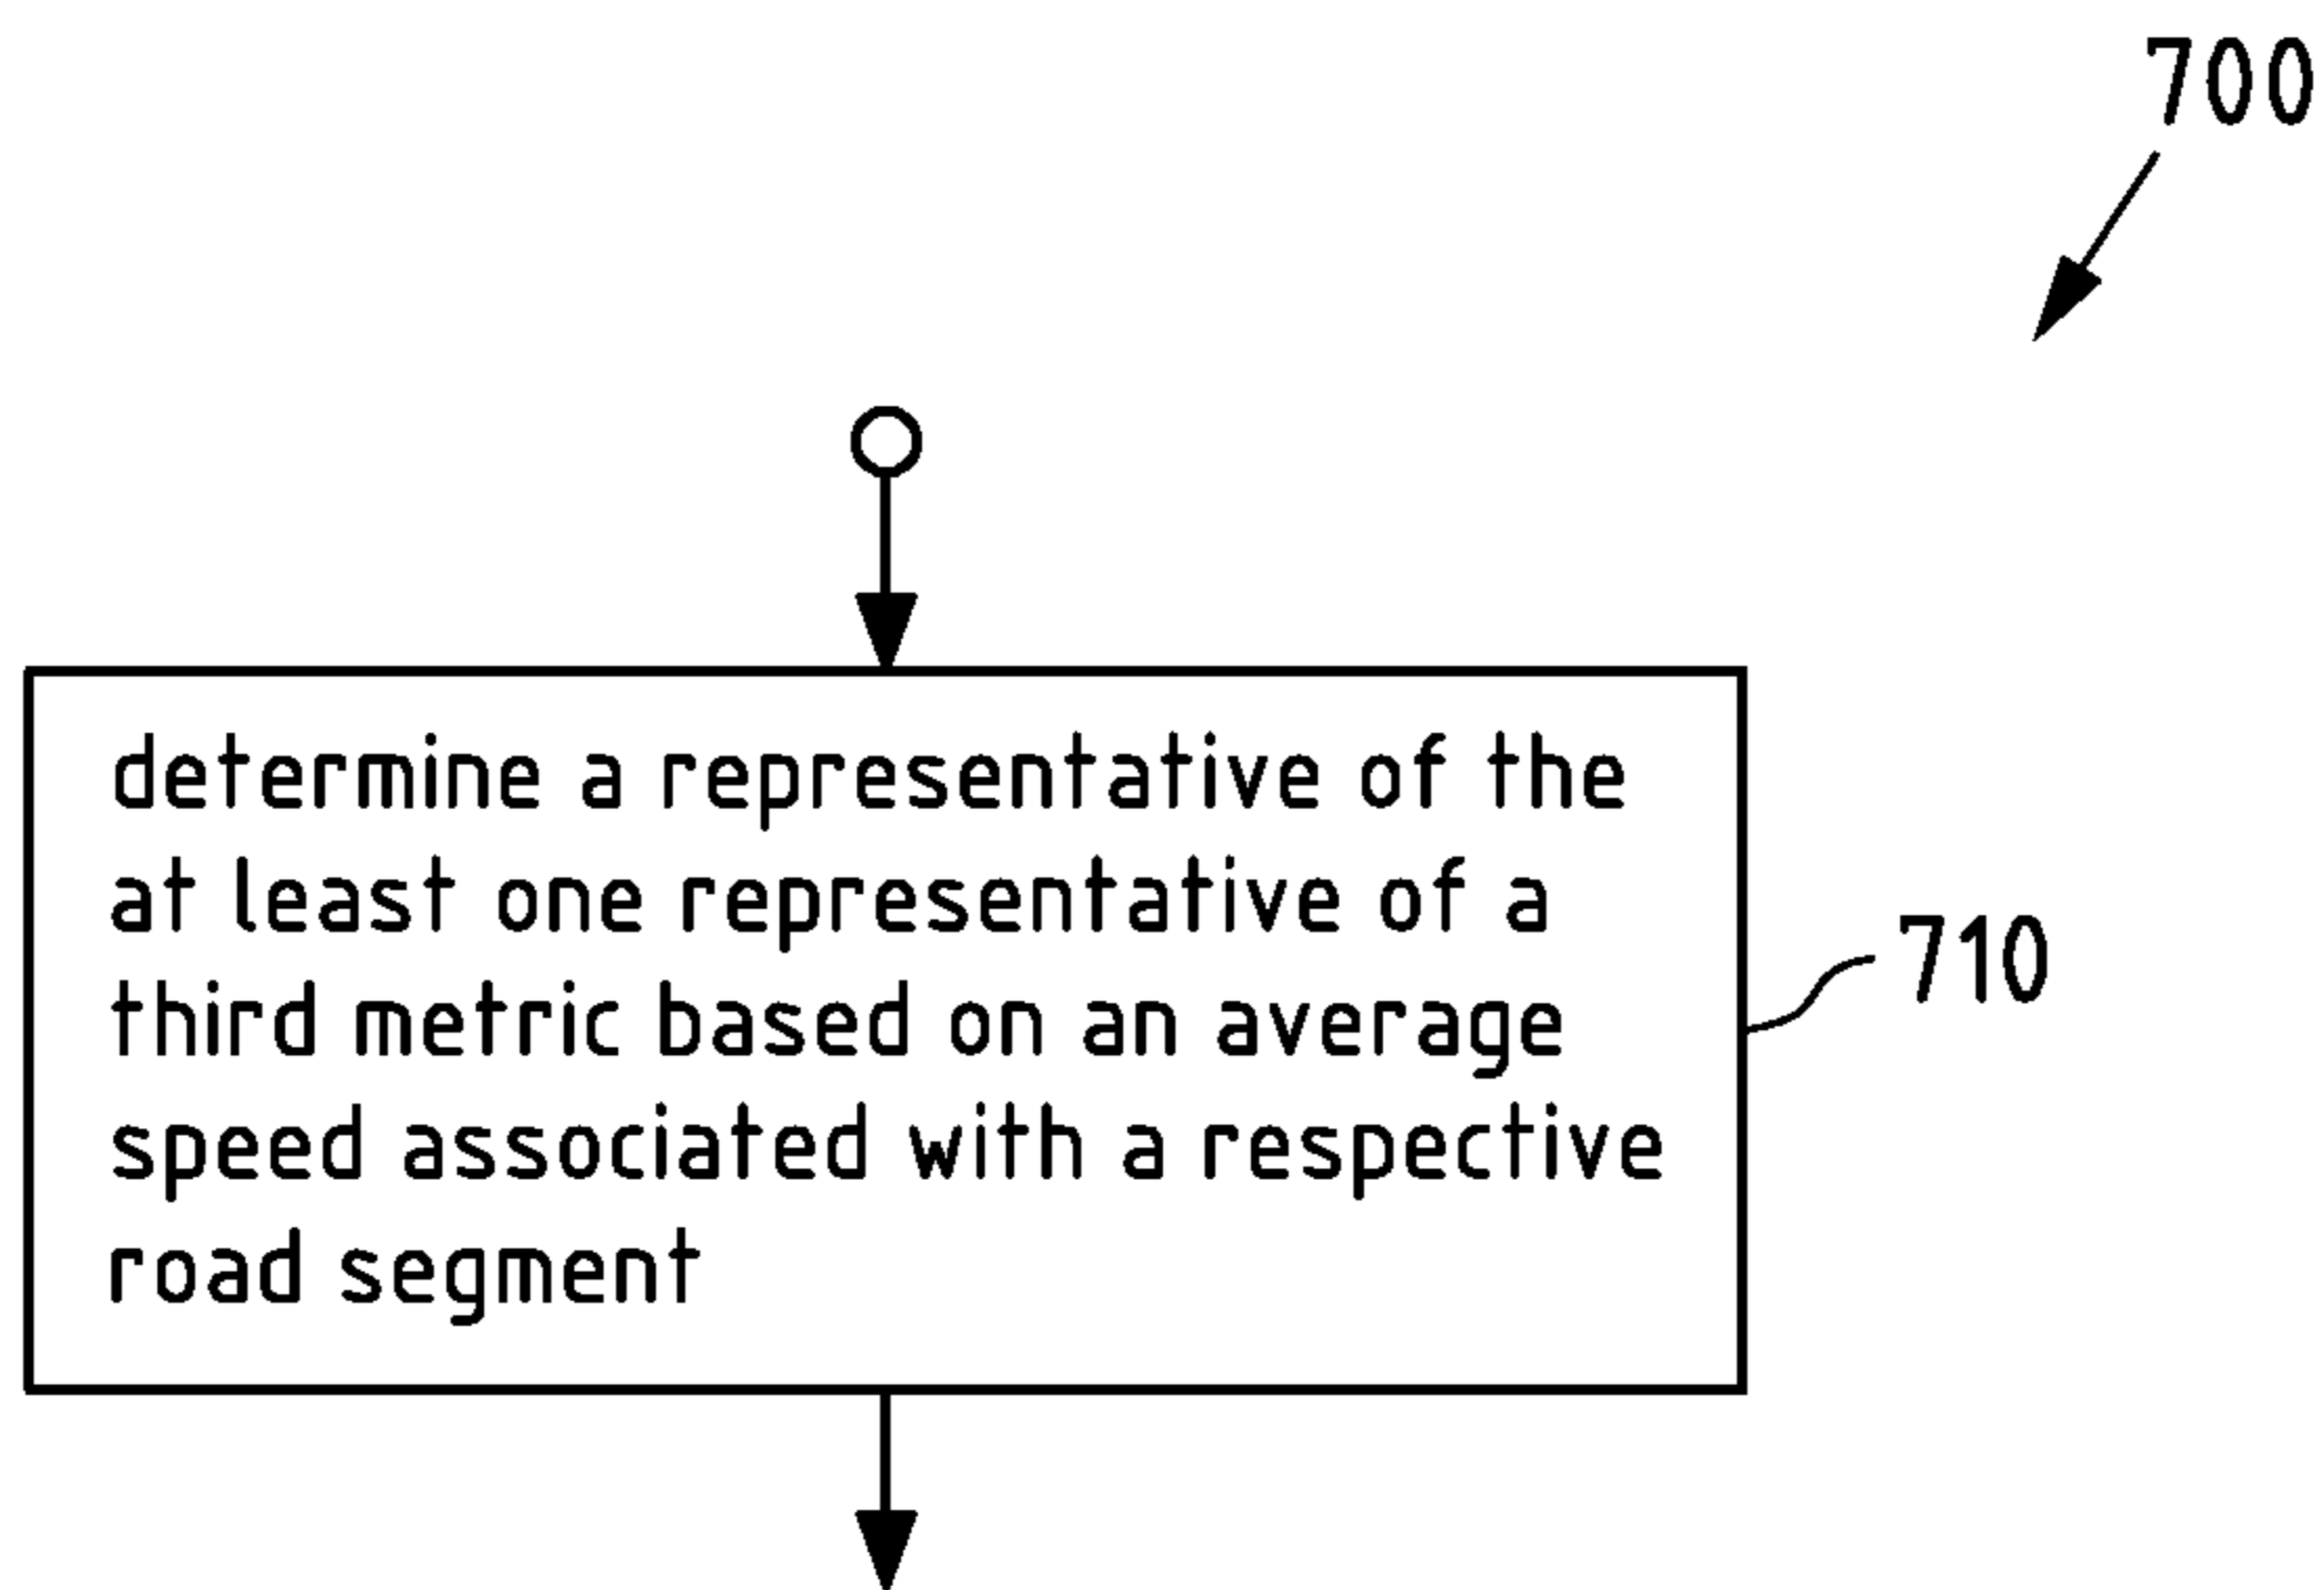 700
determine a representative of the
at least one representative of a
third metric based on an average
speed associated with a respective
road segment
710